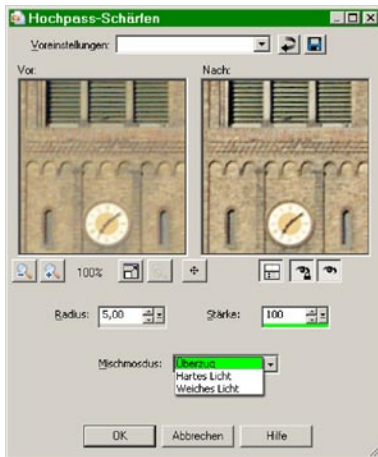 Hochpass-Schärfen
Voreinstellungen:
Vor:
Nach:
100%
Radius: 5,00
Stärke: 100
Mischmosdus: Überzug
Hartes Licht
Weiches Licht
OK
Abbrechen
Hilfe